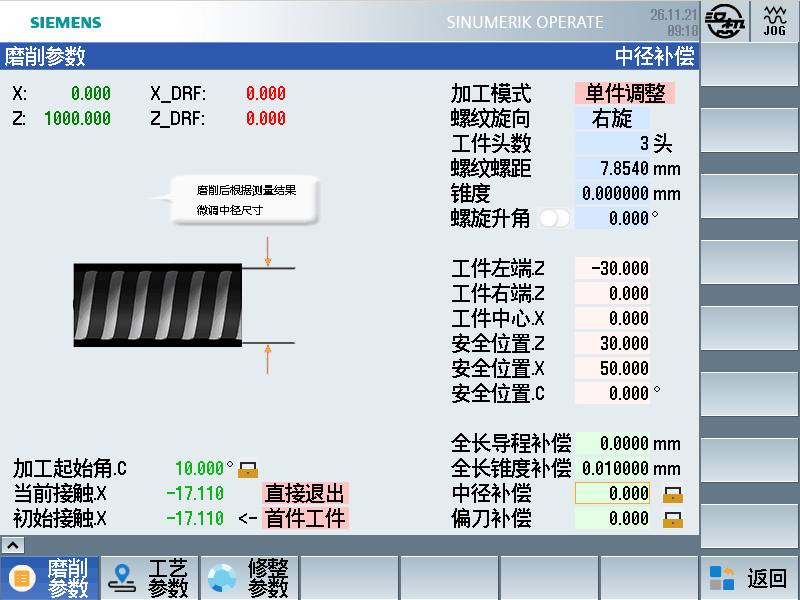 SIEMENS
SINUMERIK OPERATE
26.11.21
09:18
JOG
磨削参数
中径补偿
X: 0.000 X_DRF: 0.000
Z: 1000.000 Z_DRF: 0.000
磨削后根据测量结果
微调中径尺寸
加工模式 单件调整
螺纹旋向 右旋
工件头数 3 头
螺纹螺距 7.8540 mm
锥度 0.000000 mm
螺旋升角 0.000°
工件左端.Z -30.000
工件右端.Z 0.000
工件中心.X 0.000
安全位置.Z 30.000
安全位置.X 50.000
安全位置.C 0.000 °
全长导程补偿 0.0000 mm
全长锥度补偿 0.010000 mm
中径补偿 0.000
偏刀补偿 0.000
加工起始角.C 10.000°
当前接触.X -17.110 直接退出
初始接触.X -17.110 <- 首件工件
磨削
参数
工艺
参数
修整
参数
返回